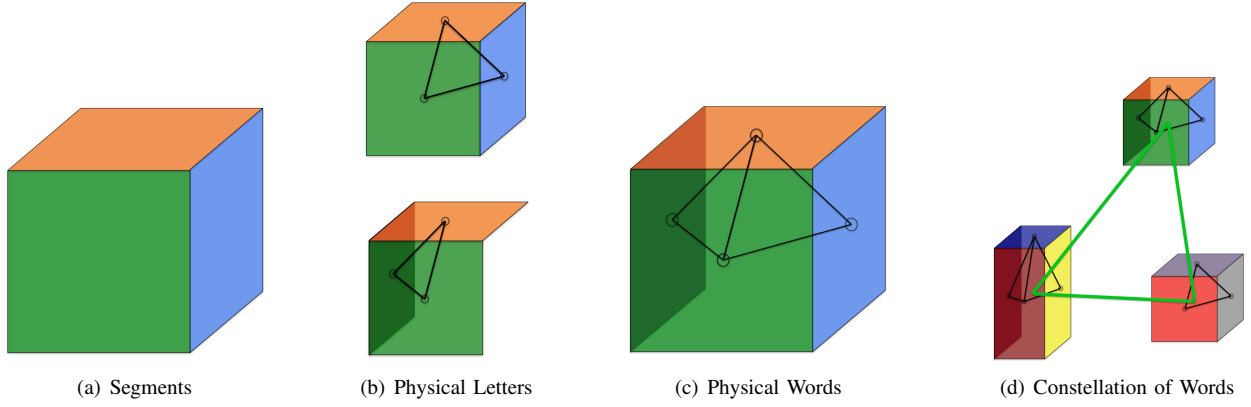 (a) Segments
(b) Physical Letters
(c) Physical Words
(d) Constellation of Words